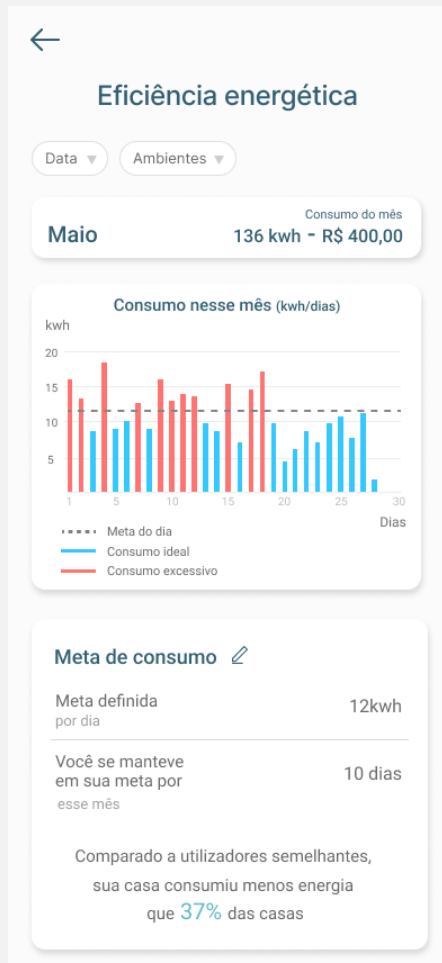 Eficiência energética
Data
Ambientes
Consumo do mês
Maio
136 kwh - R$ 400,00
Consumo nesse mês (kwh/dias)
kwh
20
15
10
5
1 5 10 15 20 25 30
Dias
Meta do dia
Consumo ideal
Consumo excessivo
Meta de consumo
Meta definida
12kwh
por dia
Você se manteve
em sua meta por
10 dias
esse mês
Comparado a utilizadores semelhantes,
sua casa consumiu menos energia
que 37% das casas